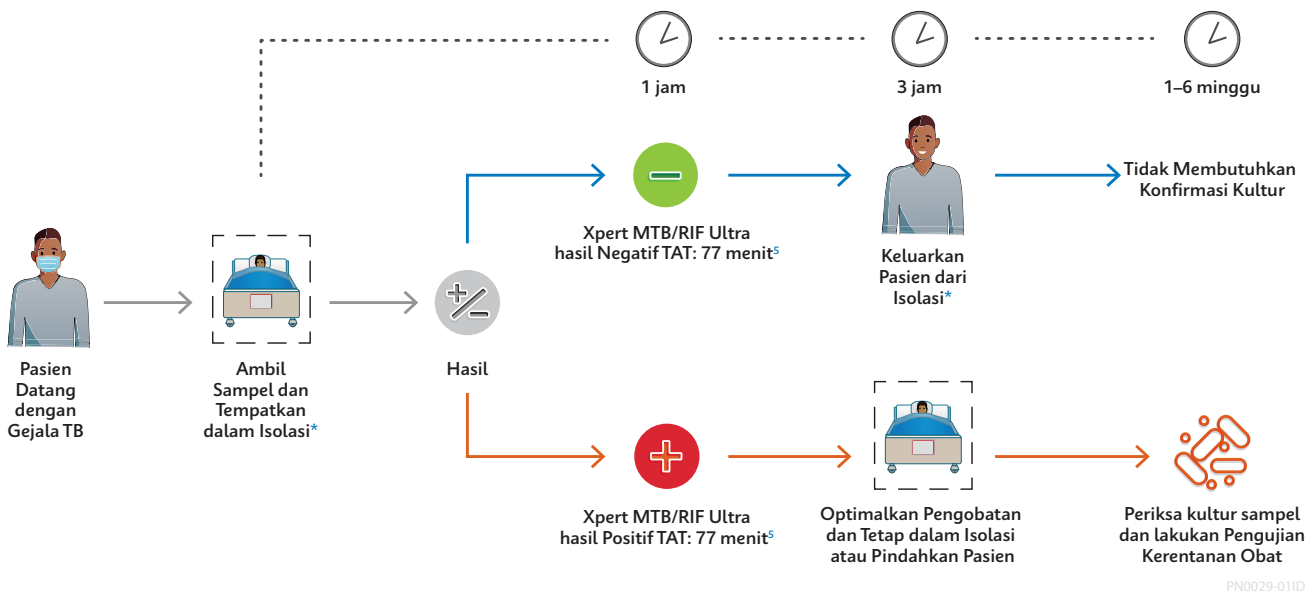 1 jam
3 jam
1–6 minggu
Xpert MTB/RIF Ultra
hasil Negatif TAT: 77 menit⁵
Keluarkan
Pasien dari
Isolasi*
Tidak Membutuhkan
Konfirmasi Kultur
Pasien
Datang
dengan
Gejala TB
Ambil
Sampel dan
Tempatkan
dalam Isolasi*
Hasil
Xpert MTB/RIF Ultra
hasil Positif TAT: 77 menit⁵
Optimalkan Pengobatan
dan Tetap dalam Isolasi
atau Pindahkan Pasien
Periksa kultur sampel
dan lakukan Pengujian
Kerentanan Obat
PN0029-01ID